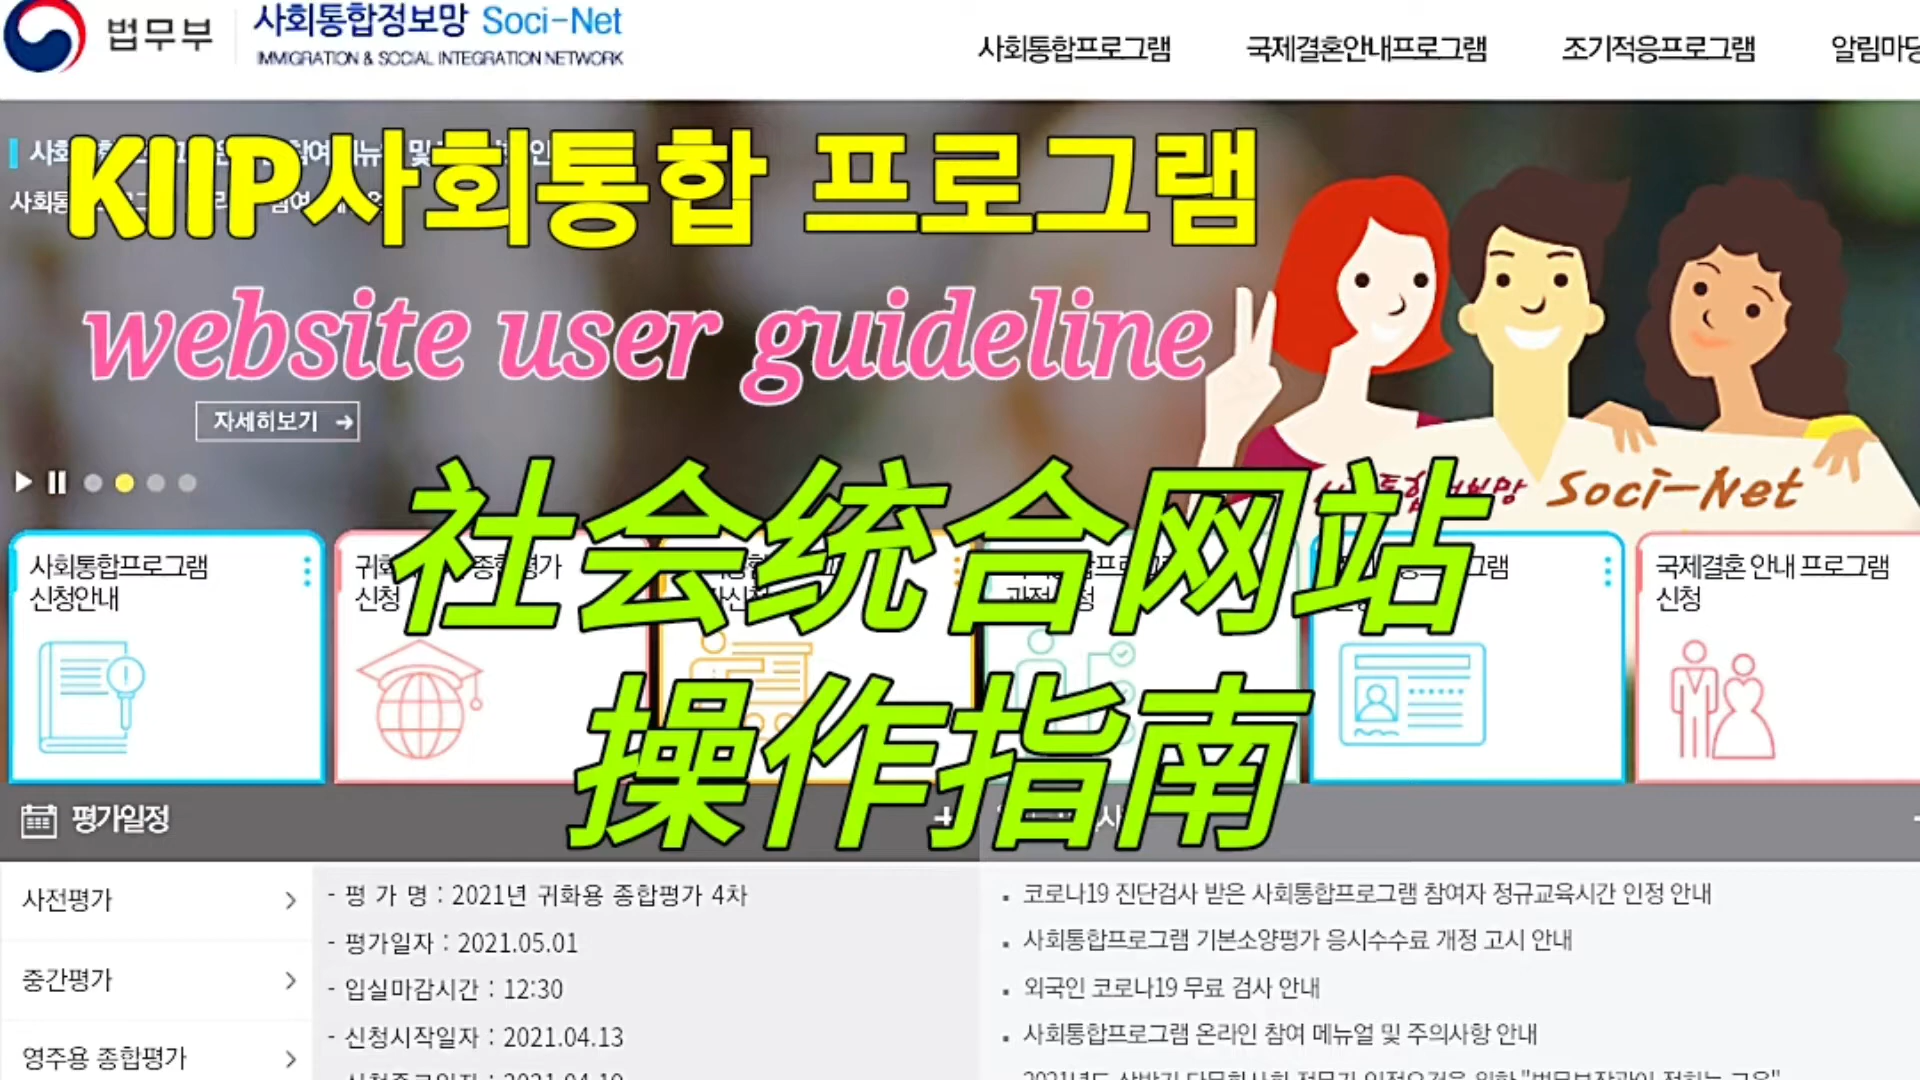 법무부
사회통합정보망 Soci-Net
IMMIGRATION & SOCIAL INTEGRATION NETWORK
사회통합프로그램
국제결혼안내프로그램
조기적응프로그램
알림마당
KIIP사회통합 프로그램
website user guideline
자세히보기 →
Soci-Net
社会统合网站
操作指南
사회통합프로그램
신청안내
국제결혼 안내 프로그램
신청
평가일정
사전평가
중간평가
영주용 종합평가
- 평 가 명 : 2021년 귀화용 종합평가 4차
- 평가일자 : 2021.05.01
- 입실마감시간 : 12:30
- 신청시작일자 : 2021.04.13
코로나19 진단검사 받은 사회통합프로그램 참여자 정규교육시간 인정 안내
사회통합프로그램 기본소양평가 응시수수료 개정 고시 안내
외국인 코로나19 무료 검사 안내
사회통합프로그램 온라인 참여 메뉴얼 및 주의사항 안내